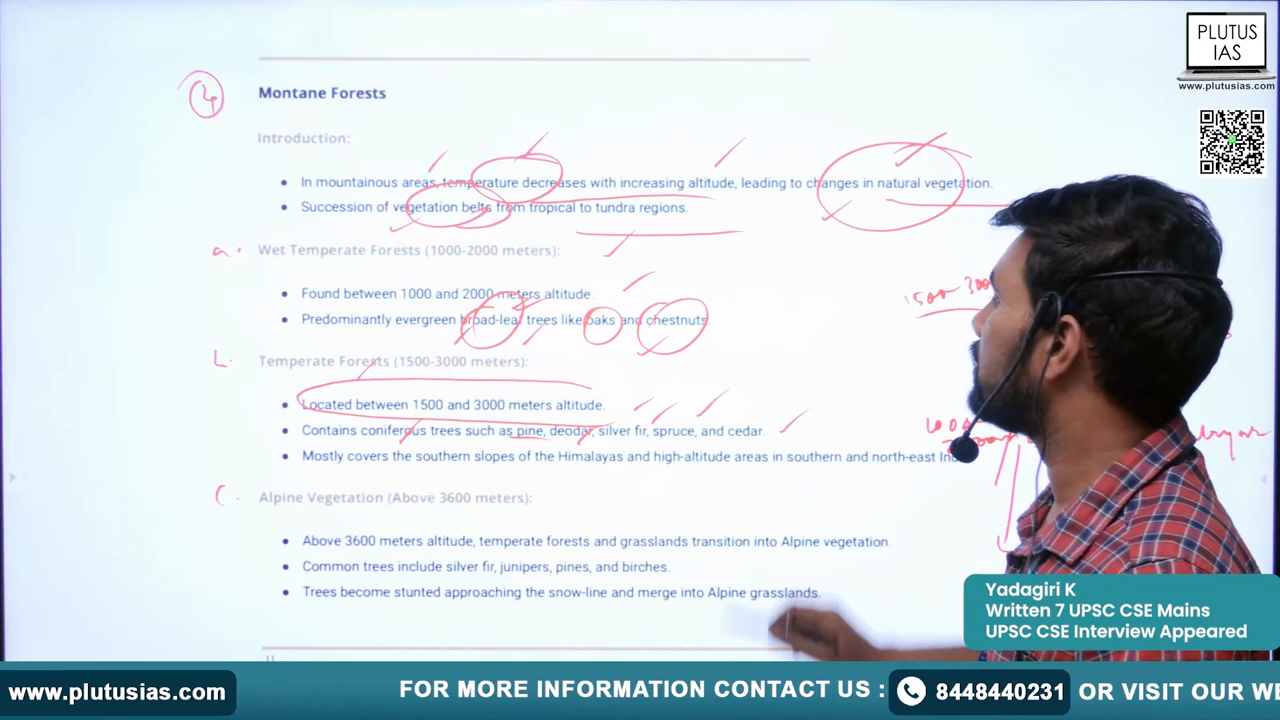 PLUTUS
IAS
www.plutusias.com
Montane Forests
Introduction:
In mountainous areas, temperature decreases with increasing altitude, leading to changes in natural vegetation.
Succession of vegetation belts from tropical to tundra regions.
a.
Wet Temperate Forests (1000-2000 meters):
Found between 1000 and 2000 meters altitude.
Predominantly evergreen broad-leaf trees like oaks and chestnuts.
1500-300
b.
Temperate Forests (1500-3000 meters):
Located between 1500 and 3000 meters altitude.
Contains coniferous trees such as pine, deodar, silver fir, spruce, and cedar.
Mostly covers the southern slopes of the Himalayas and high-altitude areas in southern and north-east
C.
Alpine Vegetation (Above 3600 meters):
Above 3600 meters altitude, temperate forests and grasslands transition into Alpine vegetation.
Common trees include silver fir, junipers, pines, and birches.
Trees become stunted approaching the snow-line and merge into Alpine grasslands.
Yadagiri K
Written 7 UPSC CSE Mains
UPSC CSE Interview Appeared
www.plutusias.com
FOR MORE INFORMATION CONTACT US :
8448440231
OR VISIT OUR WE